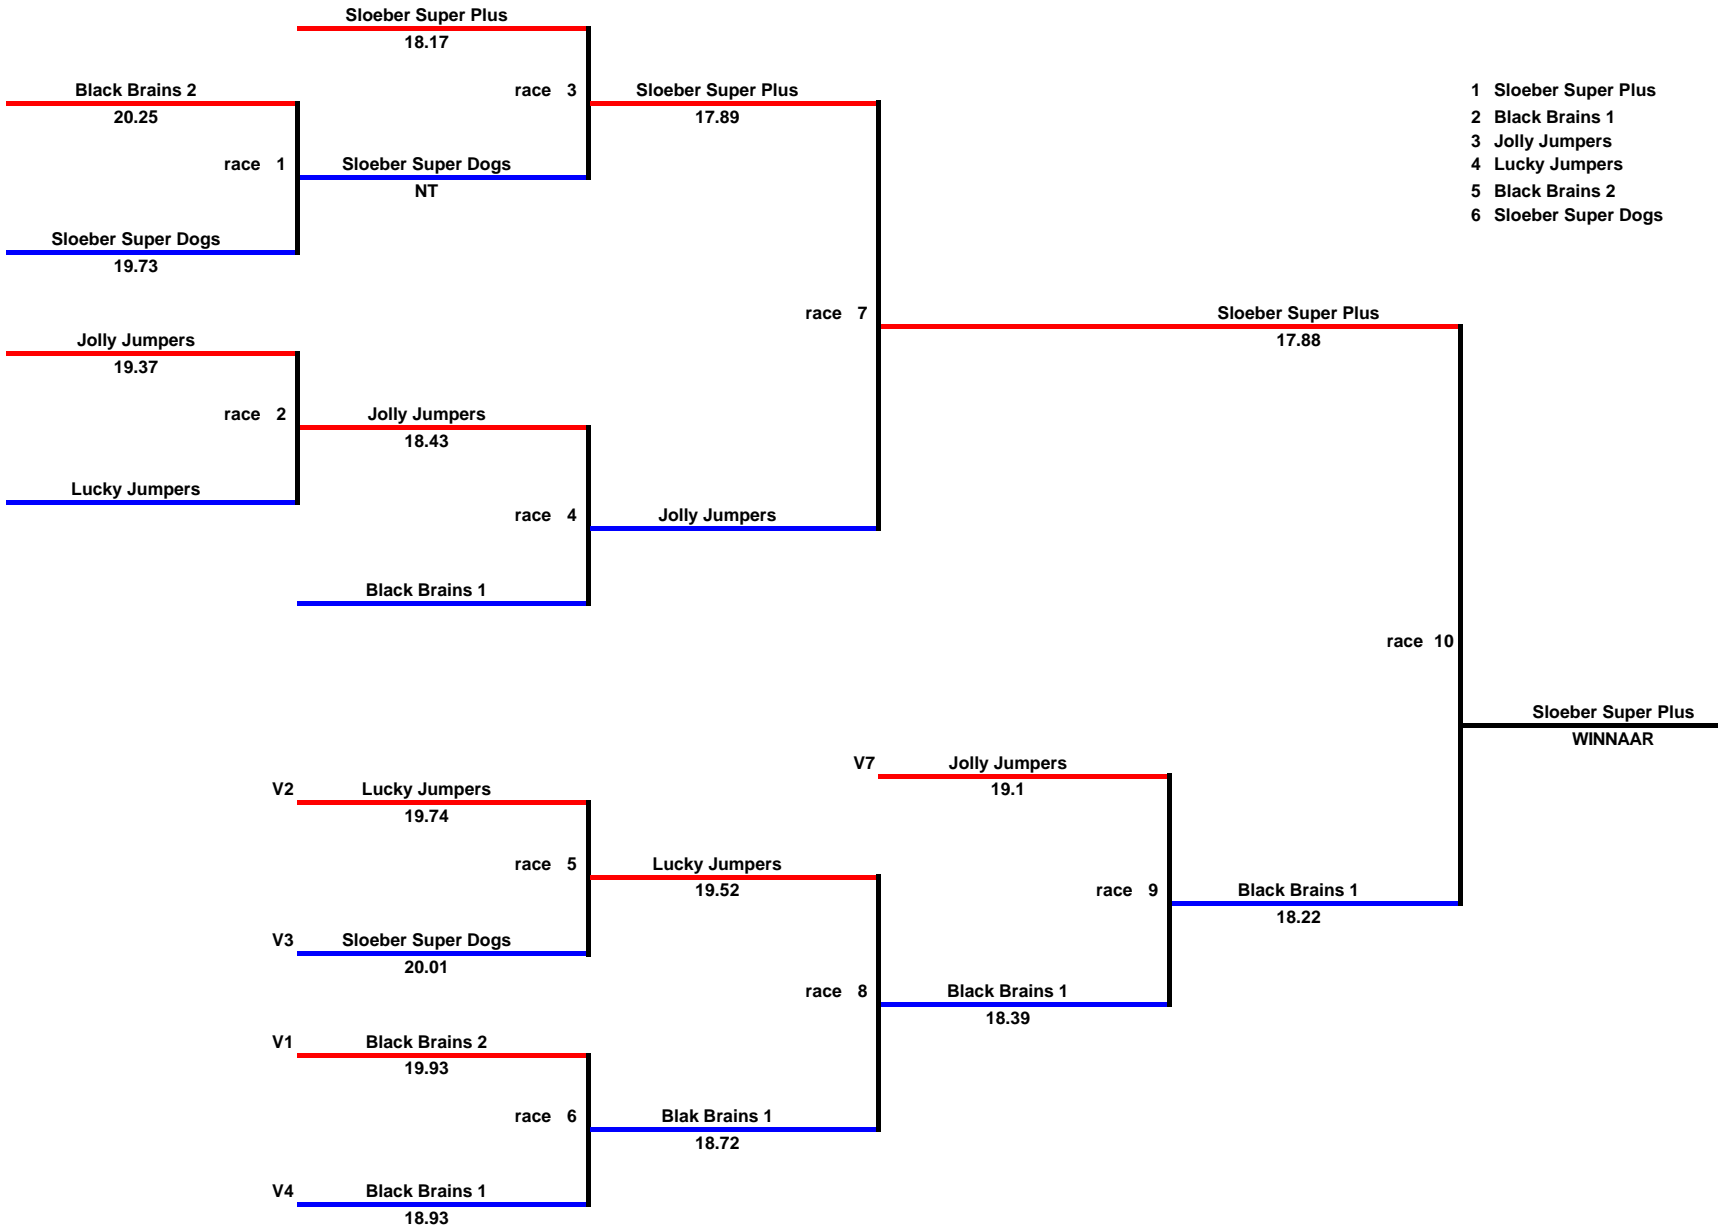 Sloeber Super Plus
18.17
race 3
Black Brains 2
20.25
Sloeber Super Plus
17.89
race 1
Sloeber Super Dogs
NT
Sloeber Super Dogs
19.73
1 Sloeber Super Plus
2 Black Brains 1
3 Jolly Jumpers
4 Lucky Jumpers
5 Black Brains 2
6 Sloeber Super Dogs
race 7
Sloeber Super Plus
17.88
Jolly Jumpers
19.37
race 2
Jolly Jumpers
18.43
Lucky Jumpers
race 4
Jolly Jumpers
Black Brains 1
race 10
Sloeber Super Plus
WINNAAR
V7 Jolly Jumpers
19.1
V2 Lucky Jumpers
19.74
race 5
Lucky Jumpers
19.52
race 9
Black Brains 1
18.22
V3 Sloeber Super Dogs
20.01
race 8
Black Brains 1
18.39
V1 Black Brains 2
19.93
race 6
Blak Brains 1
18.72
V4 Black Brains 1
18.93